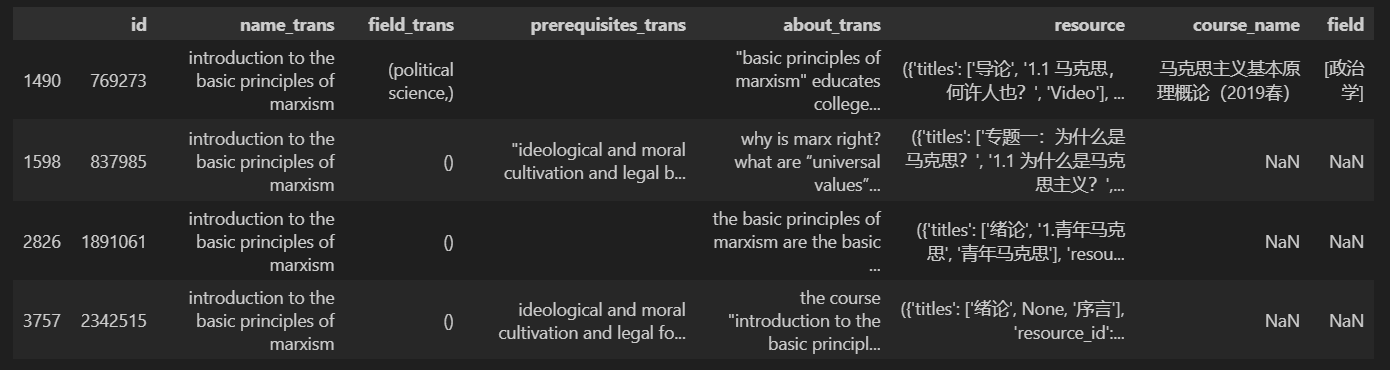 id name_trans field_trans prerequisites_trans about_trans resource course_name field
1490 769273
introduction to the
basic principles of
marxism
(political
science,)
"basic principles of
marxism" educates
college...
({'titles': ['导论', '1.1 马克思，
何许人也？', 'Video'], ...
马克思主义基本原
理概论（2019春）
[政治
学]
1598 837985
introduction to the
basic principles of
marxism
()
"ideological and moral
cultivation and legal b...
why is marx right?
what are “universal
values”...
({'titles': ['专题一：为什么是
马克思？', '1.1 为什么是马克
思主义？',...
NaN
NaN
2826 1891061
introduction to the
basic principles of
marxism
()
the basic principles of
marxism are the basic
...
({'titles': ['绪论', '1.青年马克
思', '青年马克思'], 'resou...
NaN
NaN
3757 2342515
introduction to the
basic principles of
marxism
()
ideological and moral
cultivation and legal fo...
the course
"introduction to the
basic principl...
({'titles': ['绪论', None, '序言'],
'resource_id':...
NaN
NaN